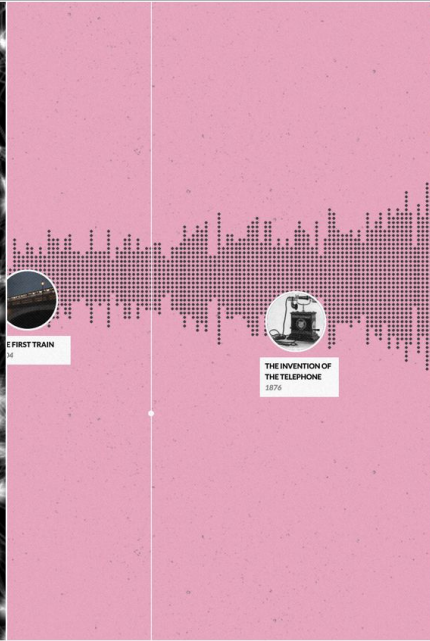 E FIRST TRAIN
04
THE INVENTION OF
THE TELEPHONE
1876